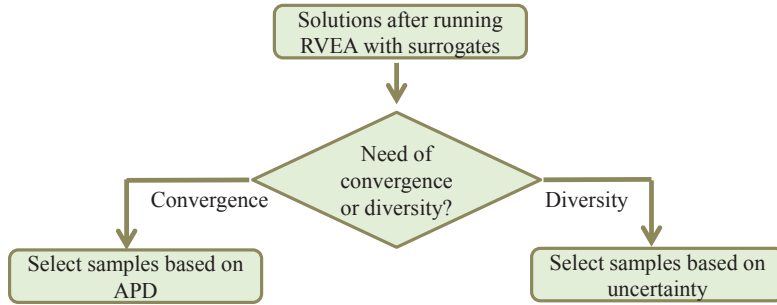 Solutions after running
RVEA with surrogates
Need of
convergence
or diversity?
Convergence
Diversity
Select samples based on
APD
Select samples based on
uncertainty